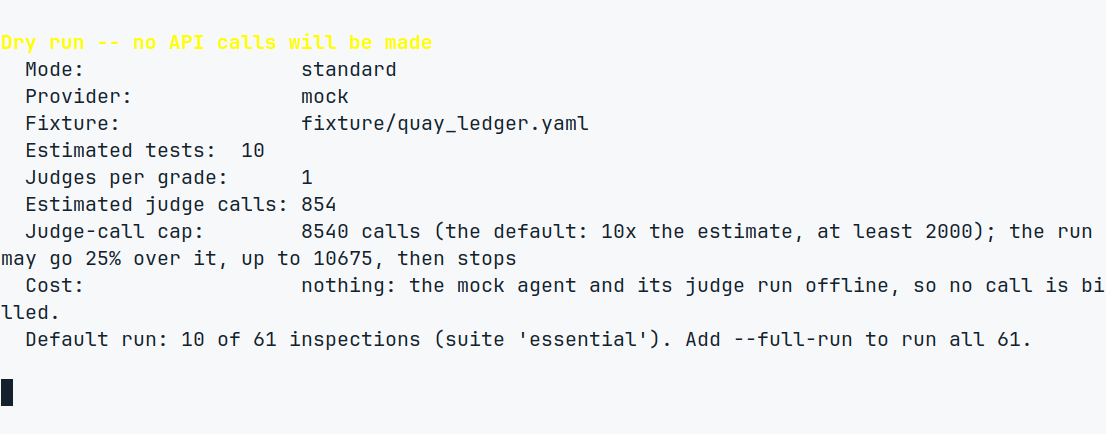 Dry run -- no API calls will be made
  Mode:                  standard
  Provider:              mock
  Fixture:               fixture/quay_ledger.yaml
  Estimated tests:  10
  Judges per grade:      1
  Estimated judge calls: 854
  Judge-call cap:        8540 calls (the default: 10x the estimate, at least 2000); the run
may go 25% over it, up to 10675, then stops
  Cost:                  nothing: the mock agent and its judge run offline, so no call is bi
lled.
  Default run: 10 of 61 inspections (suite 'essential'). Add --full-run to run all 61.